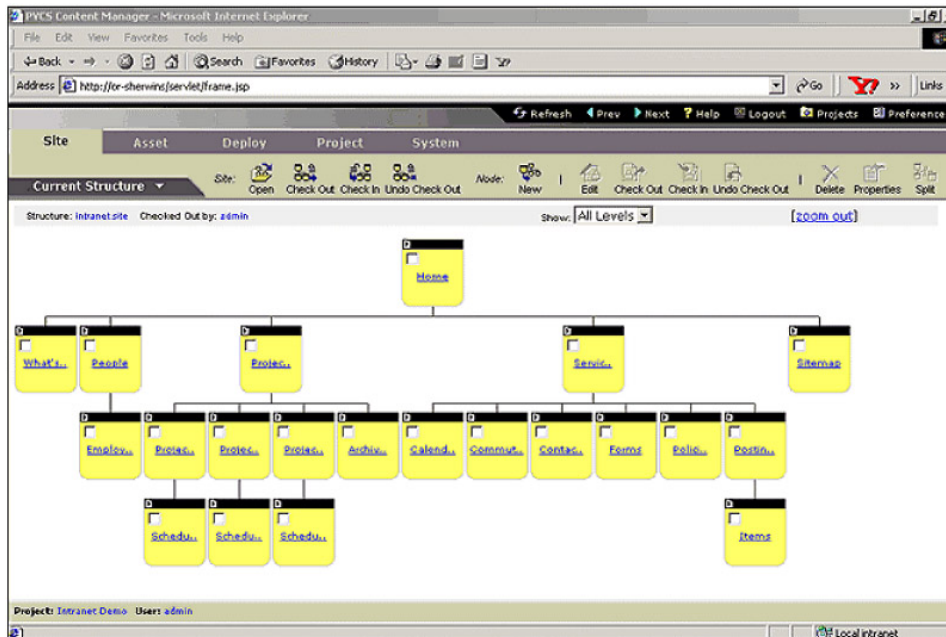 PVCS Content Manager - Microsoft Internet Explorer
File Edit View Favorites Tools Help
Back Search Favorites History
Address http://or-sherwins/servlet/frame.jsp Go Links
Refresh Prev Next ? Help Logout Projects Preference
Site Asset Deploy Project System
Current Structure Site: Open Check Out Check In Undo Check Out Node: New Edit Check Out Check In Undo Check Out Delete Properties Split
Structure: intranet.site Checked Out by: admin Show: All Levels [zoom out]
Home
What's.. People Projec.. Servic.. Sitemap
Employ.. Projec.. Projec.. Projec.. Archiv.. Calend.. Commut.. Contac.. Forms Polic.. Postin..
Schedu.. Schedu.. Schedu.. Items
Project: Intranet Demo User: admin
Local intranet